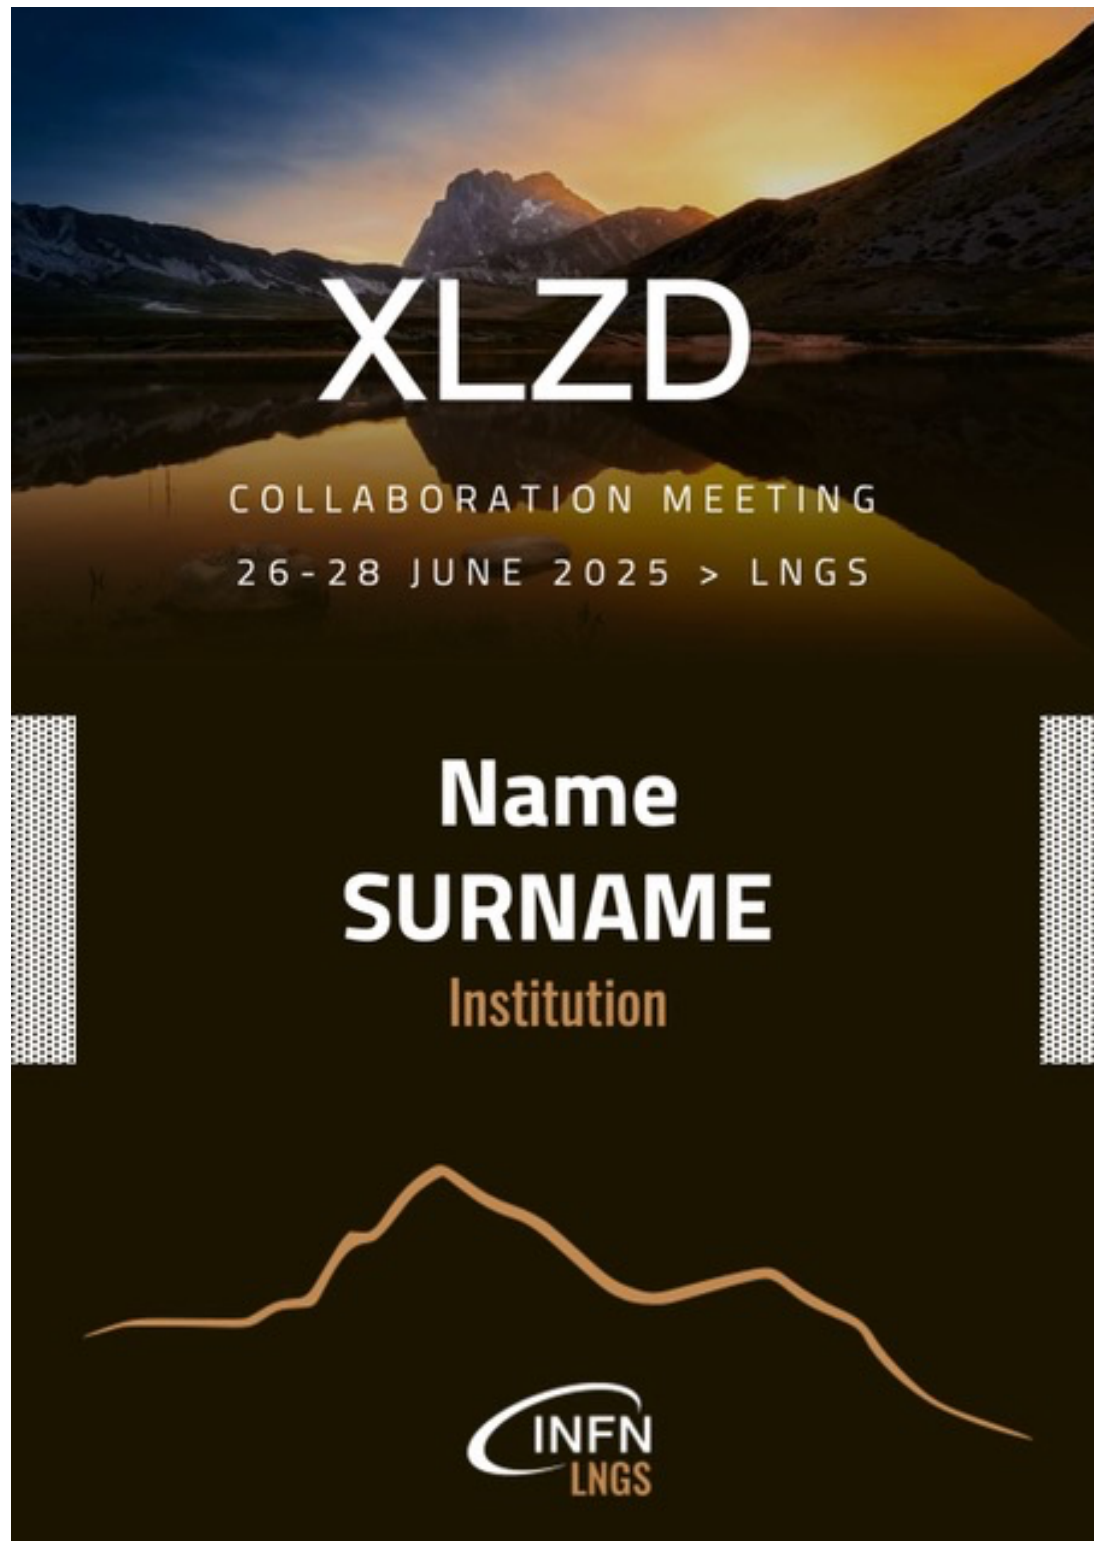 XLZD
COLLABORATION MEETING
26-28 JUNE 2025 > LNGS
Name
SURNAME
Institution
INFN
LNGS